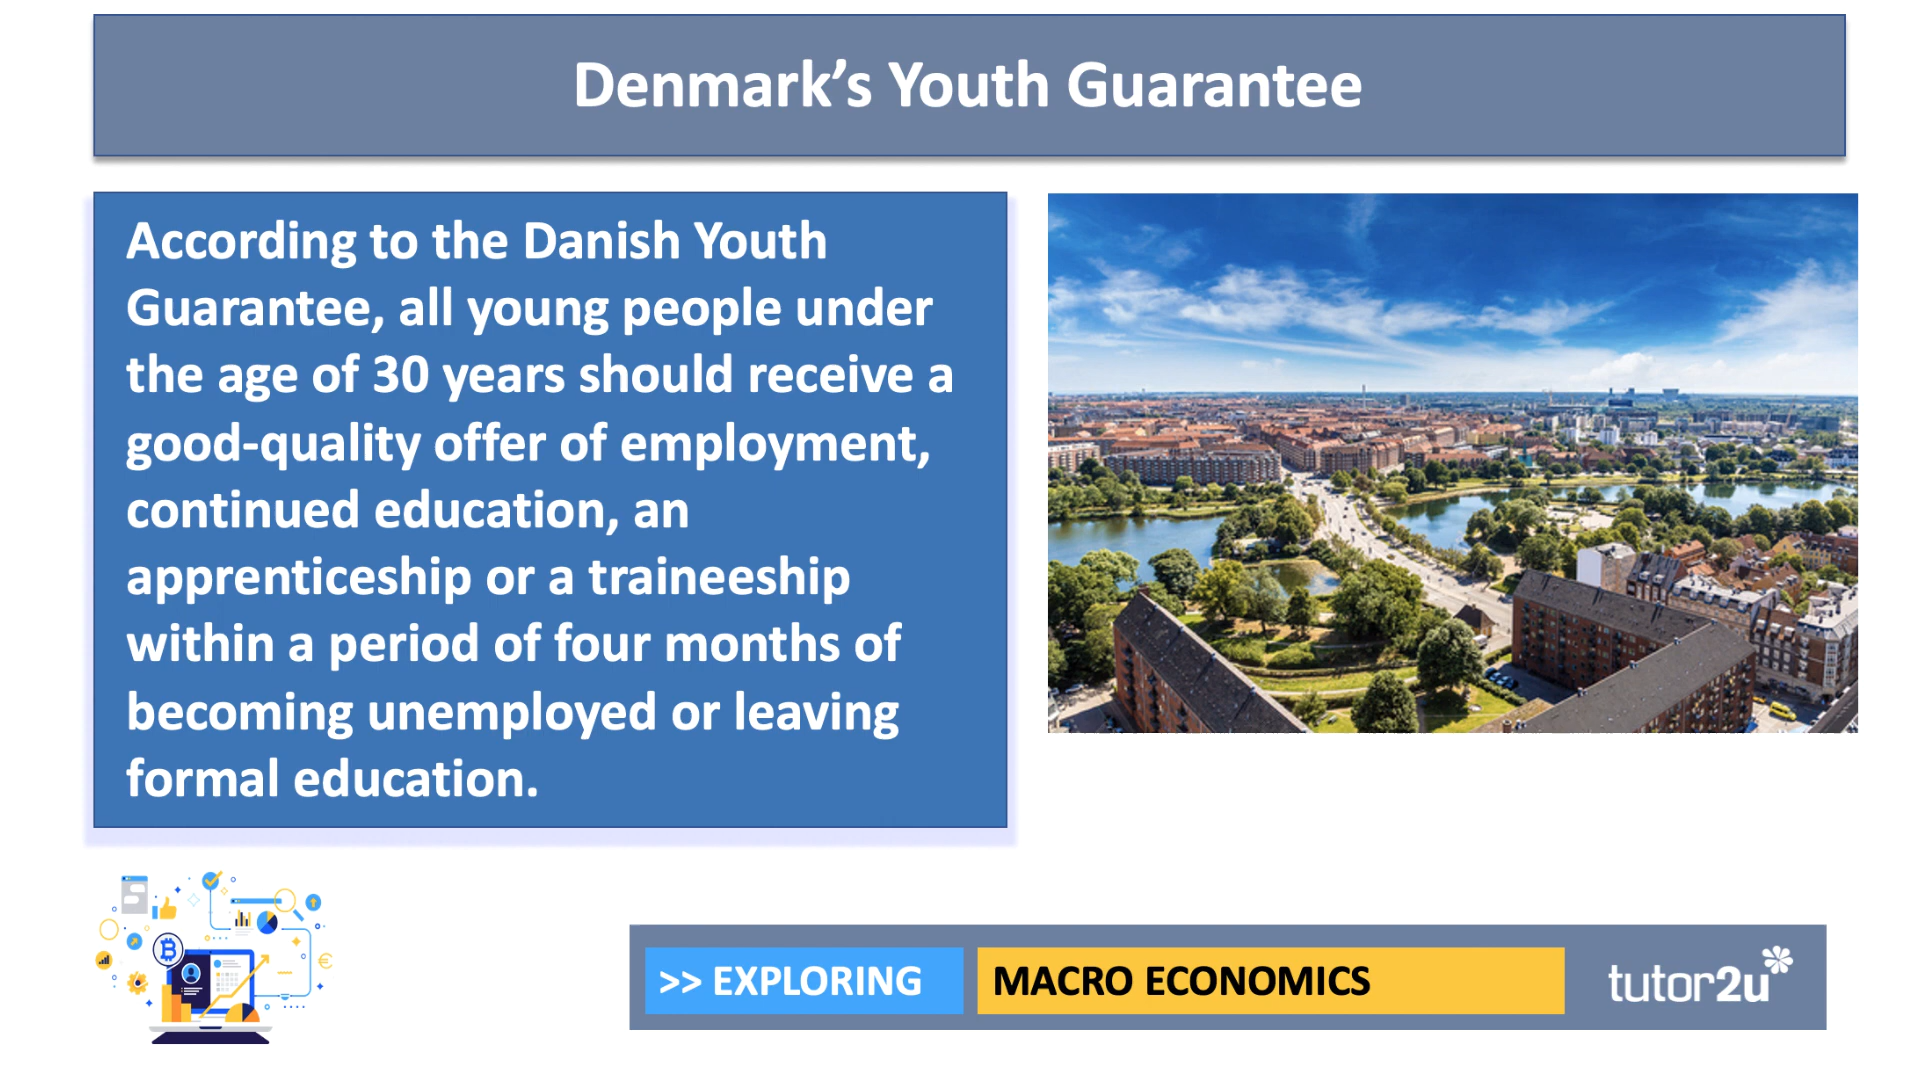 Denmark’s Youth Guarantee
According to the Danish Youth
Guarantee, all young people under
the age of 30 years should receive a
good-quality offer of employment,
continued education, an
apprenticeship or a traineeship
within a period of four months of
becoming unemployed or leaving
formal education.
>> EXPLORING
MACRO ECONOMICS
tutor2u